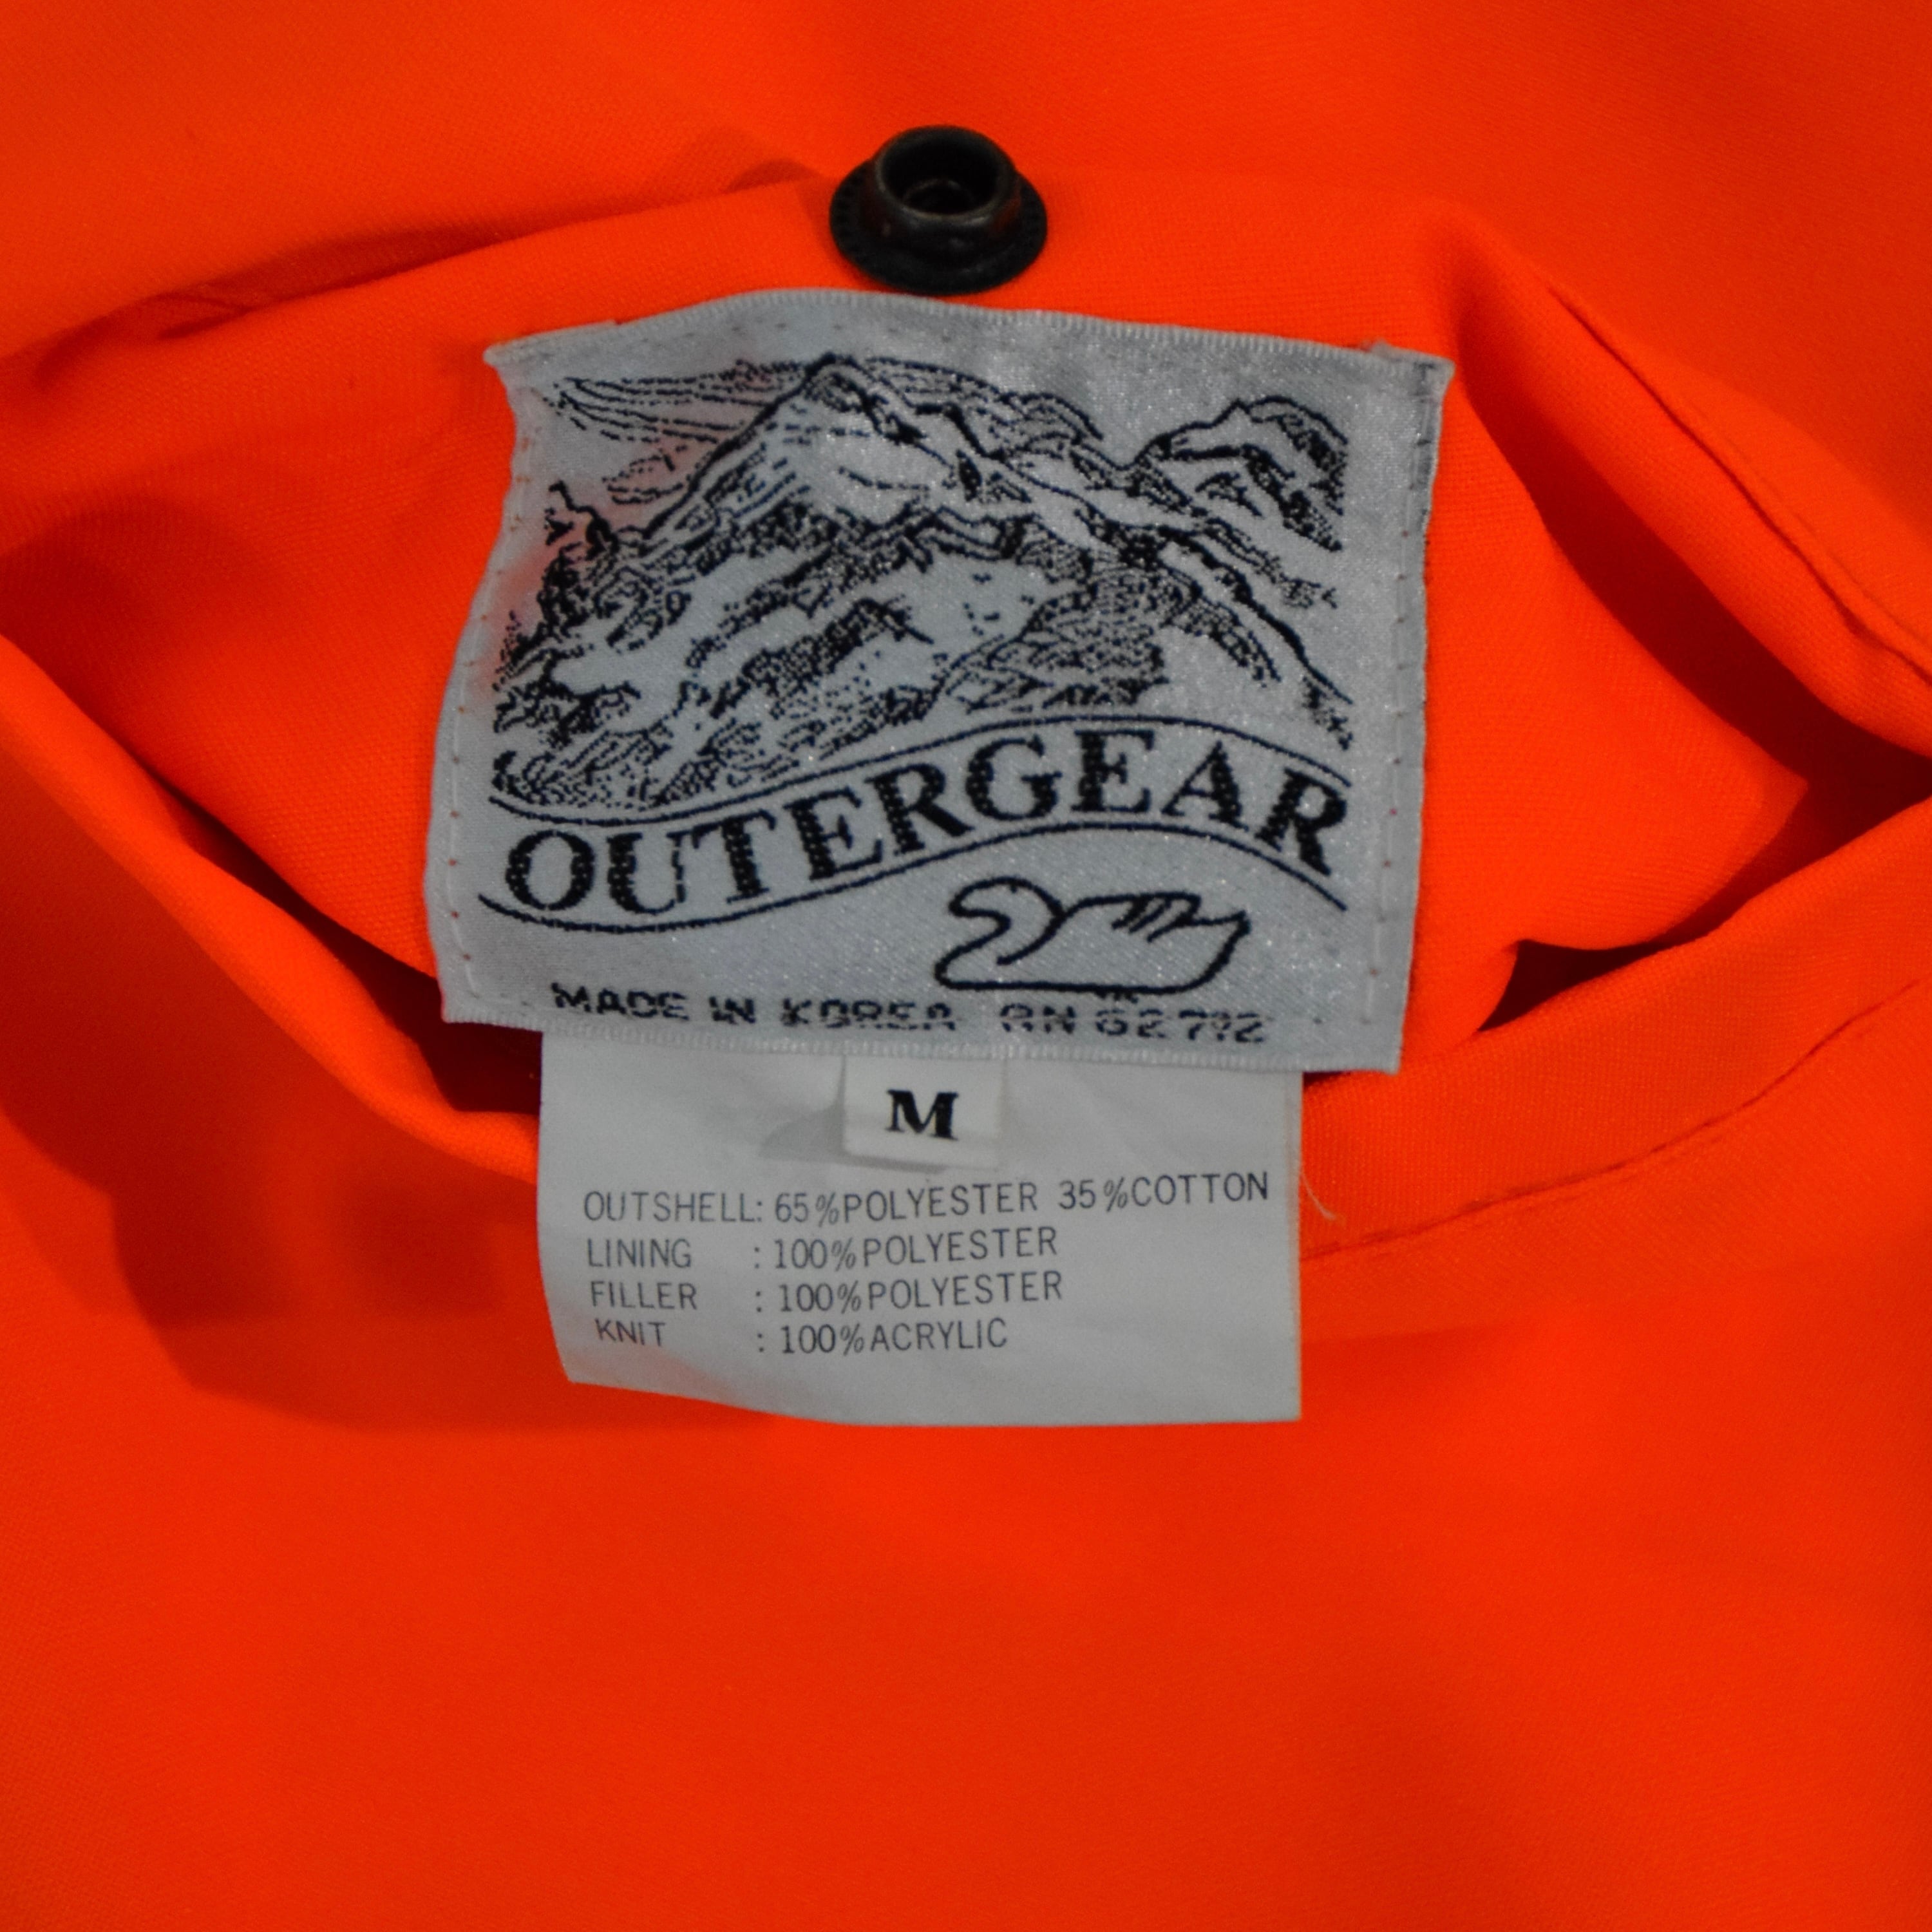 OUTERGEAR
MADE IN KOREA RN 62792
M
OUTSHELL: 65%POLYESTER 35%COTTON
LINING : 100%POLYESTER
FILLER : 100%POLYESTER
KNIT : 100%ACRYLIC